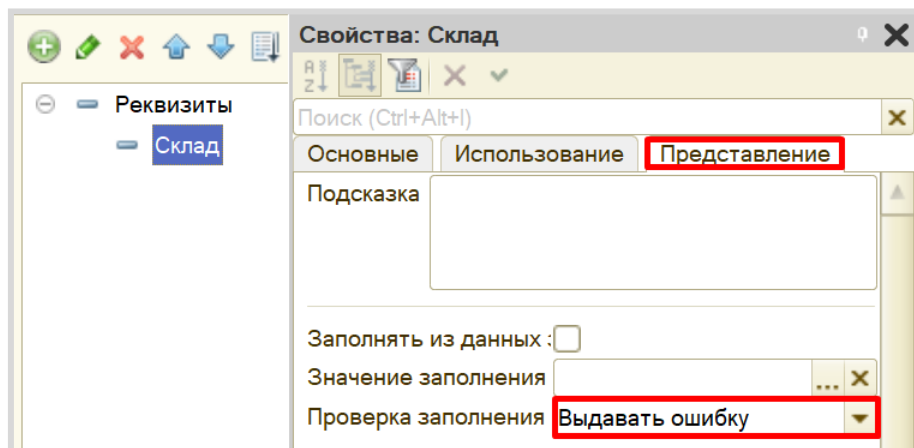 Свойства: Склад
Реквизиты
Склад
Поиск (Ctrl+Alt+I)
Основные Использование Представление
Подсказка
Заполнять из данных :
Значение заполнения ...
Проверка заполнения Выдавать ошибку